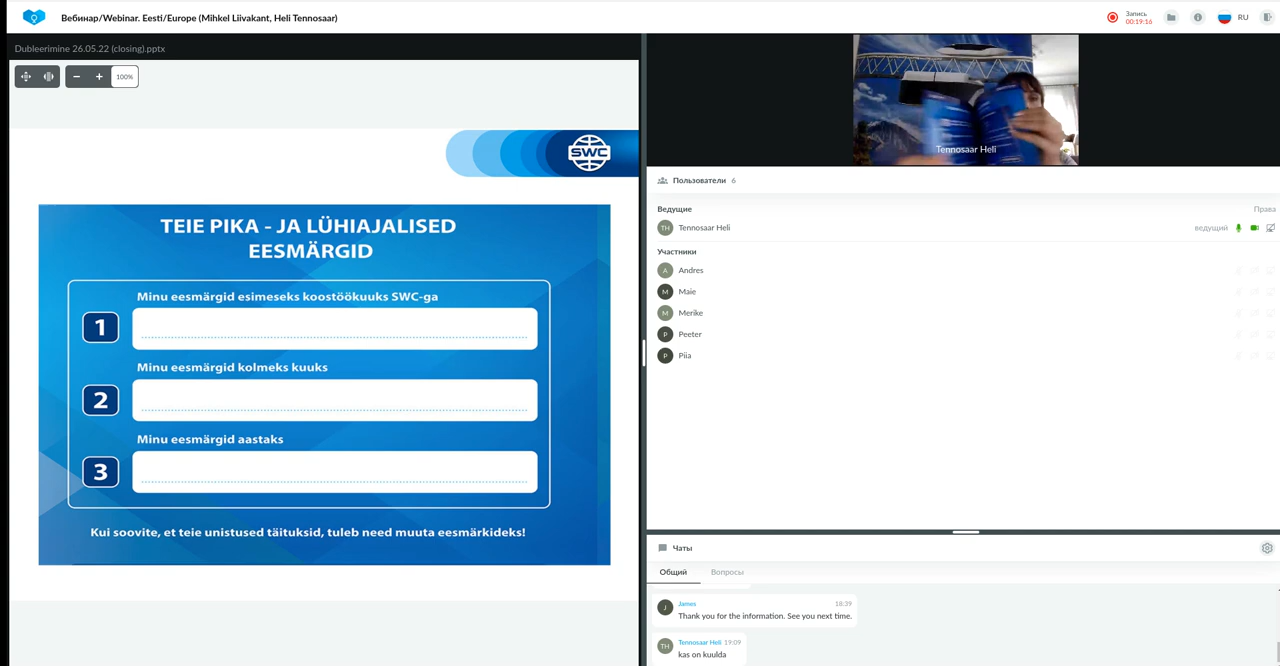 Вебинар/Webinar. Eesti/Europe (Mihkel Liivakant, Heli Tennosaar)
Запись
00:19:16
RU
Dubleerimine 26.05.22 (closing).pptx
100%
SWC
TEIE PIKA - JA LÜHIAJALISED
EESMÄRGID
Minu eesmärgid esimeseks koostöökuuks SWC-ga
1
Minu eesmärgid kolmeks kuuks
2
Minu eesmärgid aastaks
3
Kui soovite, et teie unistused täituksid, tuleb need muuta eesmärkideks!
Tennosaar Heli
Пользователи 6
Ведущие Права
TH Tennosaar Heli ведущий
Участники
A Andres
M Maie
M Merike
P Peeter
P Piia
Чаты
Общий Вопросы
J James 18:39
Thank you for the information. See you next time.
TH Tennosaar Heli 19:09
kas on kuulda